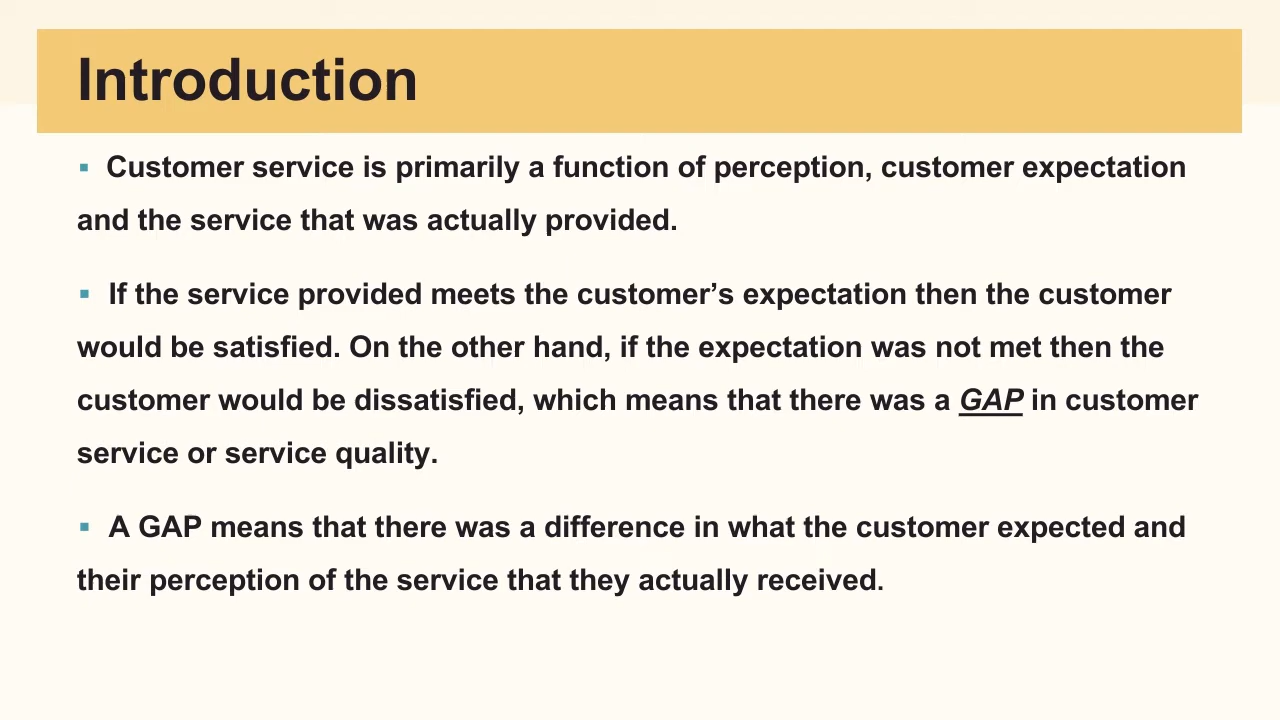 Introduction
▪ Customer service is primarily a function of perception, customer expectation
and the service that was actually provided.
▪ If the service provided meets the customer’s expectation then the customer
would be satisfied. On the other hand, if the expectation was not met then the
customer would be dissatisfied, which means that there was a GAP in customer
service or service quality.
▪ A GAP means that there was a difference in what the customer expected and
their perception of the service that they actually received.